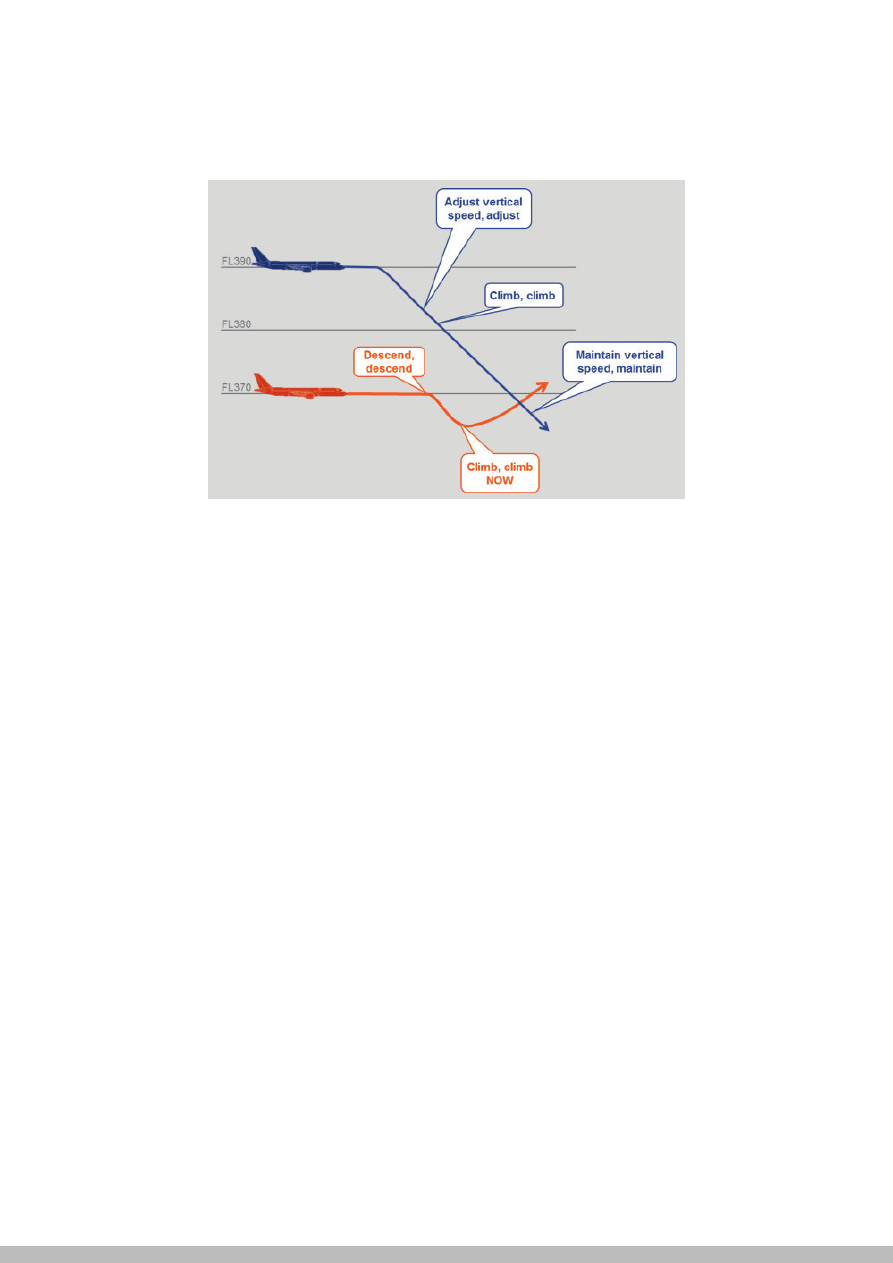 Adjust vertical
speed, adjust
FL390
Climb, climb
FL380
Descend,
descend
Maintain vertical
speed, maintain
FL370
Climb, climb
NOW